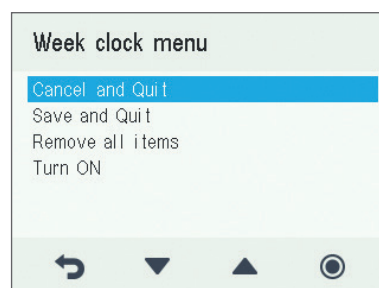 Week clock menu
Cancel and Quit
Save and Quit
Remove all items
Turn ON